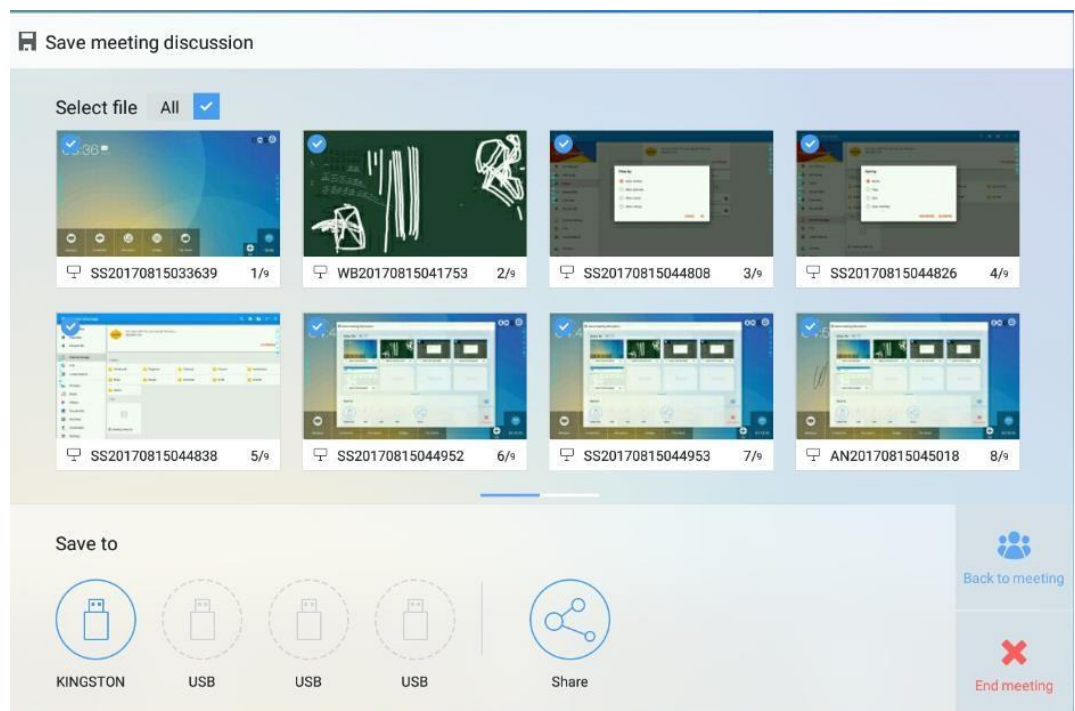 Save meeting discussion
Select file All
SS20170815033639 1/9
WB20170815041753 2/9
SS20170815044808 3/9
SS20170815044826 4/9
SS20170815044838 5/9
SS20170815044952 6/9
SS20170815044953 7/9
AN20170815045018 8/9
Save to
Back to meeting
KINGSTON
USB
USB
USB
Share
End meeting